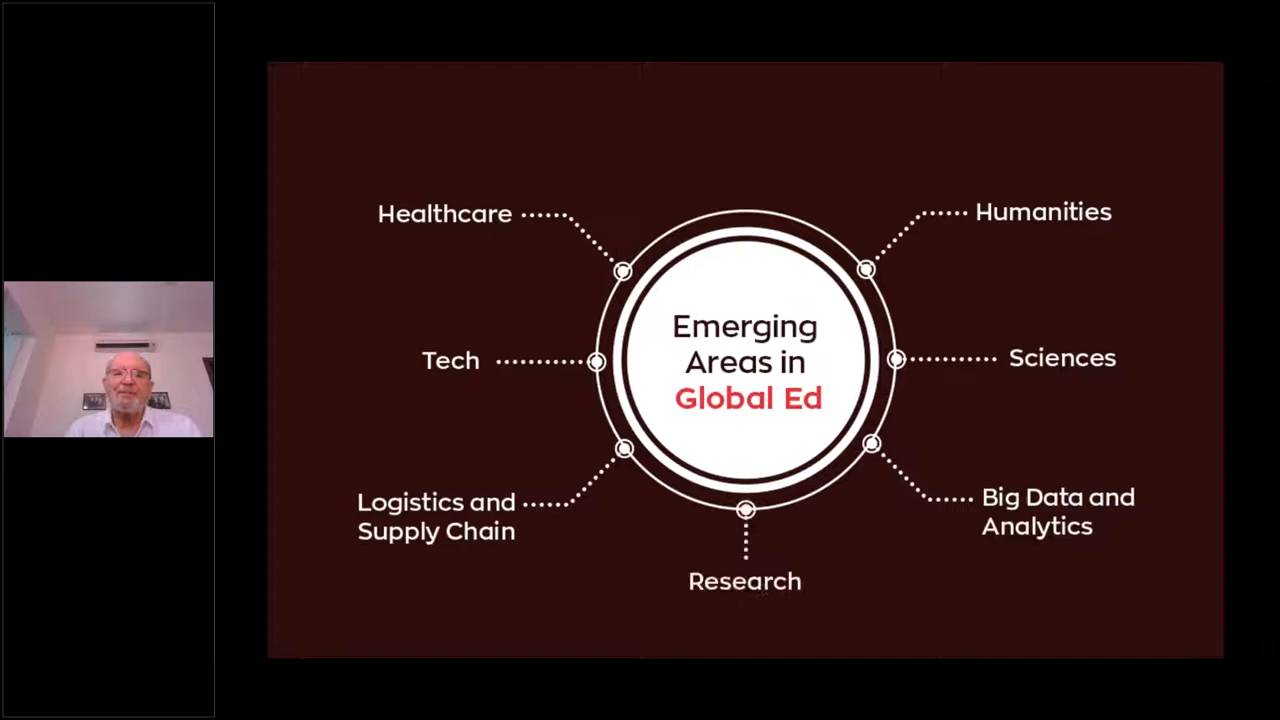 Healthcare
Humanities
Emerging
Areas in
Global Ed
Tech
Sciences
Logistics and
Supply Chain
Big Data and
Analytics
Research